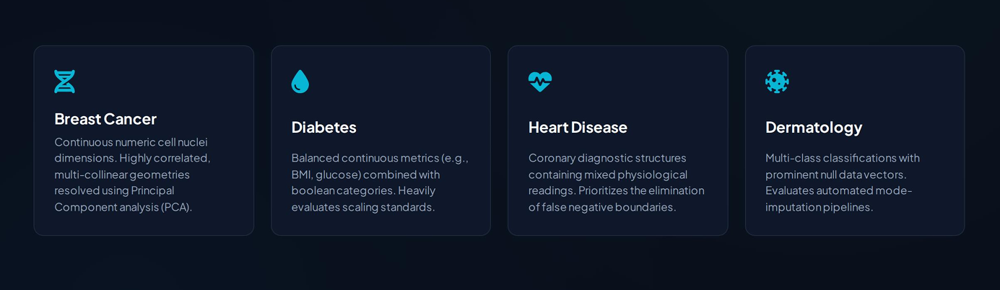 Breast Cancer
Continuous numeric cell nuclei
dimensions. Highly correlated,
multi-collinear geometries
resolved using Principal
Component analysis (PCA).
Diabetes
Balanced continuous metrics (e.g.,
BMI, glucose) combined with
boolean categories. Heavily
evaluates scaling standards.
Heart Disease
Coronary diagnostic structures
containing mixed physiological
readings. Prioritizes the elimination
of false negative boundaries.
Dermatology
Multi-class classifications with
prominent null data vectors.
Evaluates automated mode-
imputation pipelines.